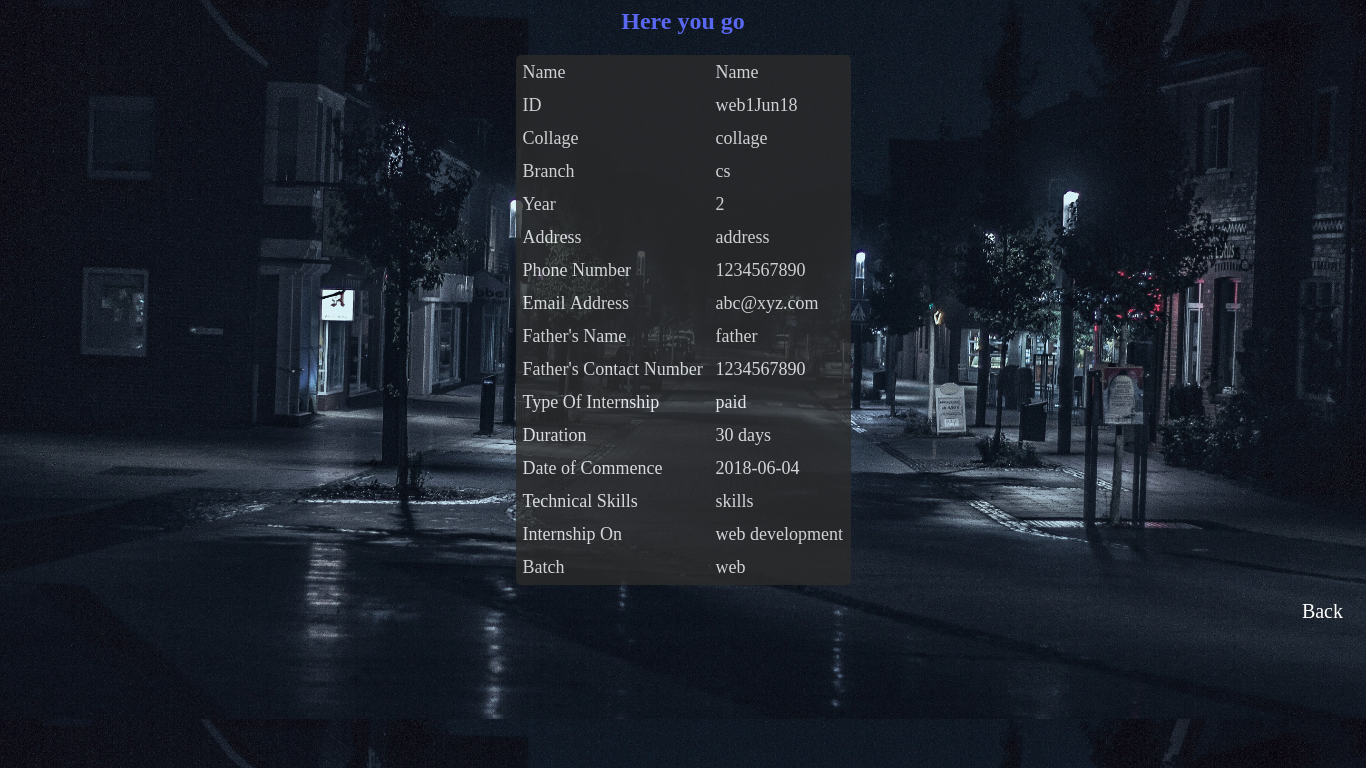 Here you go
Name Name
ID web1Jun18
Collage collage
Branch cs
Year 2
Address address
Phone Number 1234567890
Email Address abc@xyz.com
Father's Name father
Father's Contact Number 1234567890
Type Of Internship paid
Duration 30 days
Date of Commence 2018-06-04
Technical Skills skills
Internship On web development
Batch web
Back